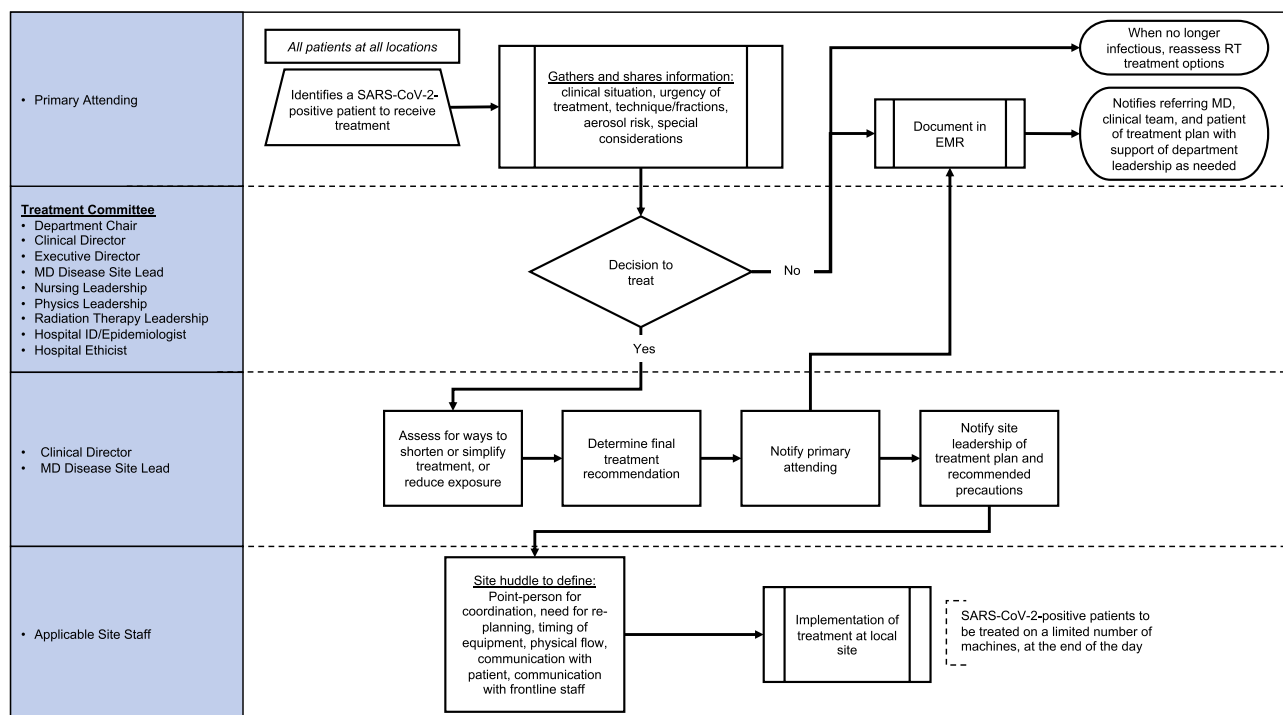 • Primary Attending
All patients at all locations
Identifies a SARS-CoV-2-
positive patient to receive
treatment
Gathers and shares information:
clinical situation, urgency of
treatment, technique/fractions,
aerosol risk, special
considerations
When no longer
infectious, reassess RT
treatment options
Document in
EMR
Notifies referring MD,
clinical team, and patient
of treatment plan with
support of department
leadership as needed
Treatment Committee
• Department Chair
• Clinical Director
• Executive Director
• MD Disease Site Lead
• Nursing Leadership
• Physics Leadership
• Radiation Therapy Leadership
• Hospital ID/Epidemiologist
• Hospital Ethicist
Decision to
treat
No
Yes
• Clinical Director
• MD Disease Site Lead
Assess for ways to
shorten or simplify
treatment, or
reduce exposure
Determine final
treatment
recommendation
Notify primary
attending
Notify site
leadership of
treatment plan and
recommended
precautions
• Applicable Site Staff
Site huddle to define:
Point-person for
coordination, need for re-
planning, timing of
equipment, physical flow,
communication with
patient, communication
with frontline staff
Implementation of
treatment at local
site
SARS-CoV-2-positive patients to
be treated on a limited number of
machines, at the end of the day